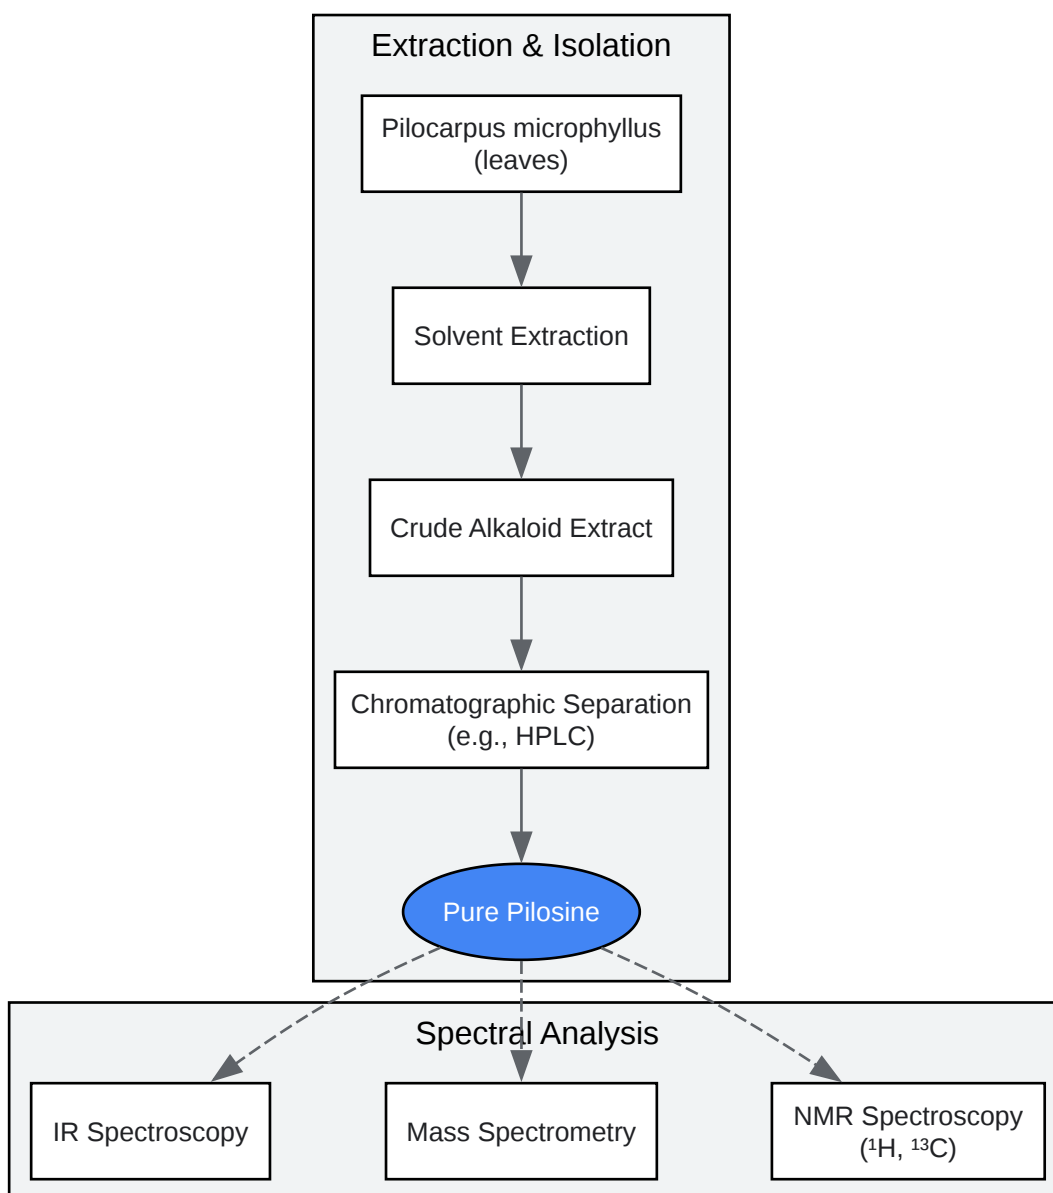 Extraction & Isolation
Pilocarpus microphyllus
(leaves)
Solvent Extraction
Crude Alkaloid Extract
Chromatographic Separation
(e.g., HPLC)
Pure Pilosine
Spectral Analysis
IR Spectroscopy
Mass Spectrometry
NMR Spectroscopy
(¹H, ¹³C)